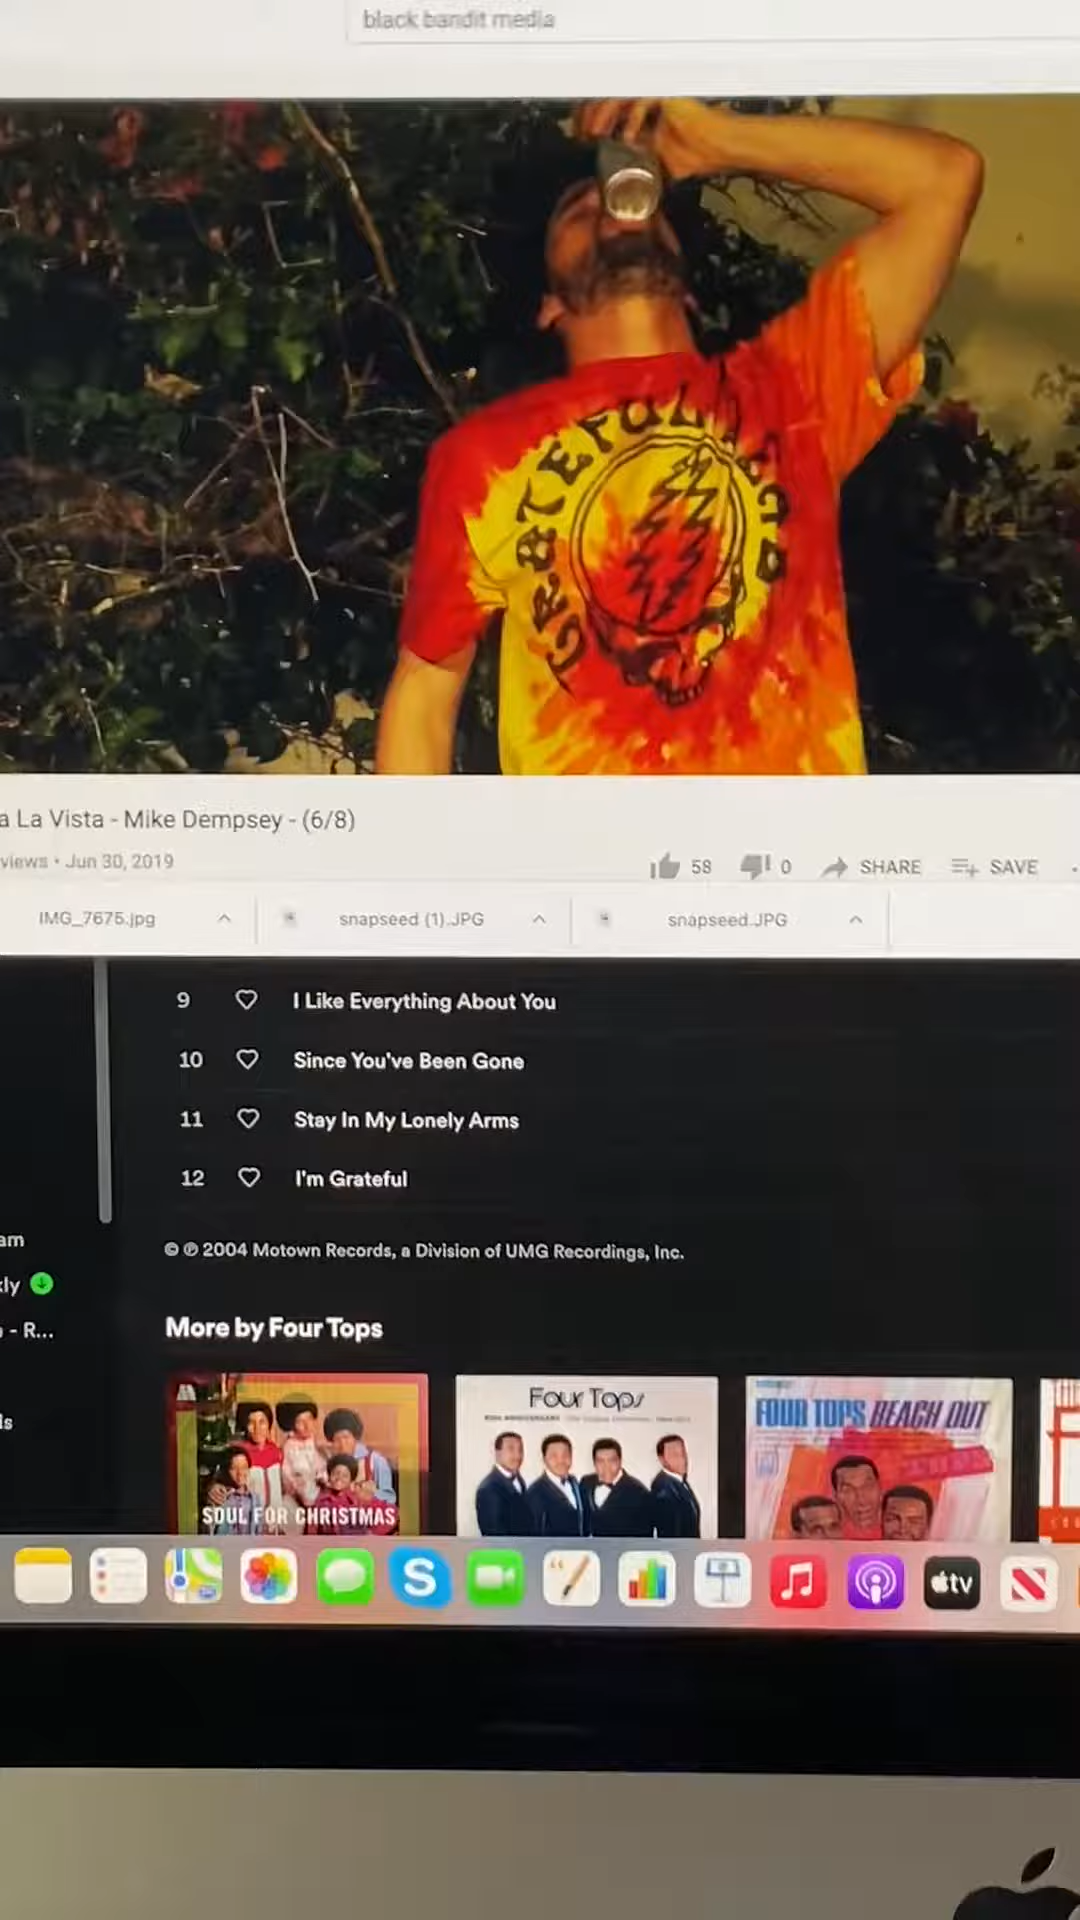 black bandit media
GRATEFUL DEAD
a La Vista - Mike Dempsey - (6/8)
views • Jun 30, 2019
58
0
SHARE
SAVE
IMG_7675.jpg
snapseed (1).JPG
snapseed.JPG
9 I Like Everything About You
10 Since You've Been Gone
11 Stay In My Lonely Arms
12 I'm Grateful
© ℗ 2004 Motown Records, a Division of UMG Recordings, Inc.
am
kly
- R...
ls
More by Four Tops
SOUL FOR CHRISTMAS
Four Tops
FOUR TOPS REACH OUT
S
tv